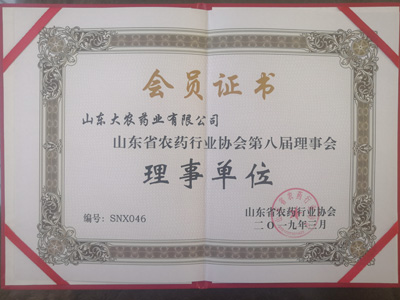 会员证书
山东大农药业有限公司
山东省农药行业协会第八届理事会
理事单位
编号：SNX046
山东省农药行业协会
二〇一九年三月